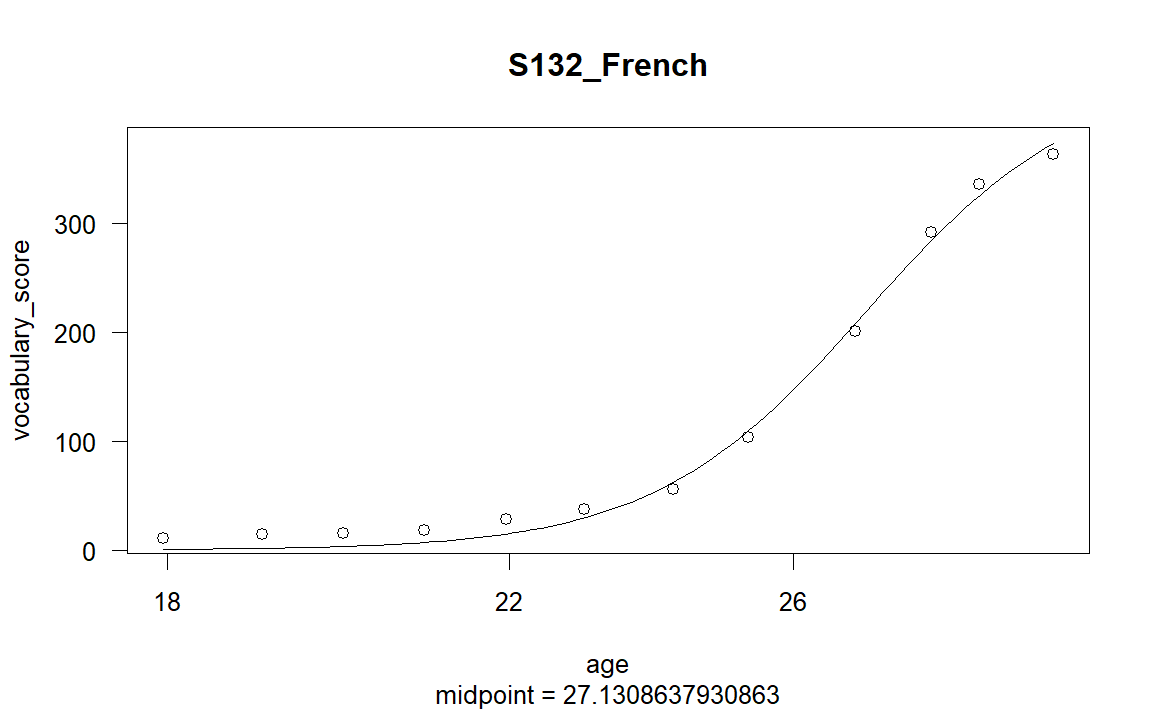 S132_French
vocabulary_score
300
200
100
0
18 22 26
age
midpoint = 27.1308637930863